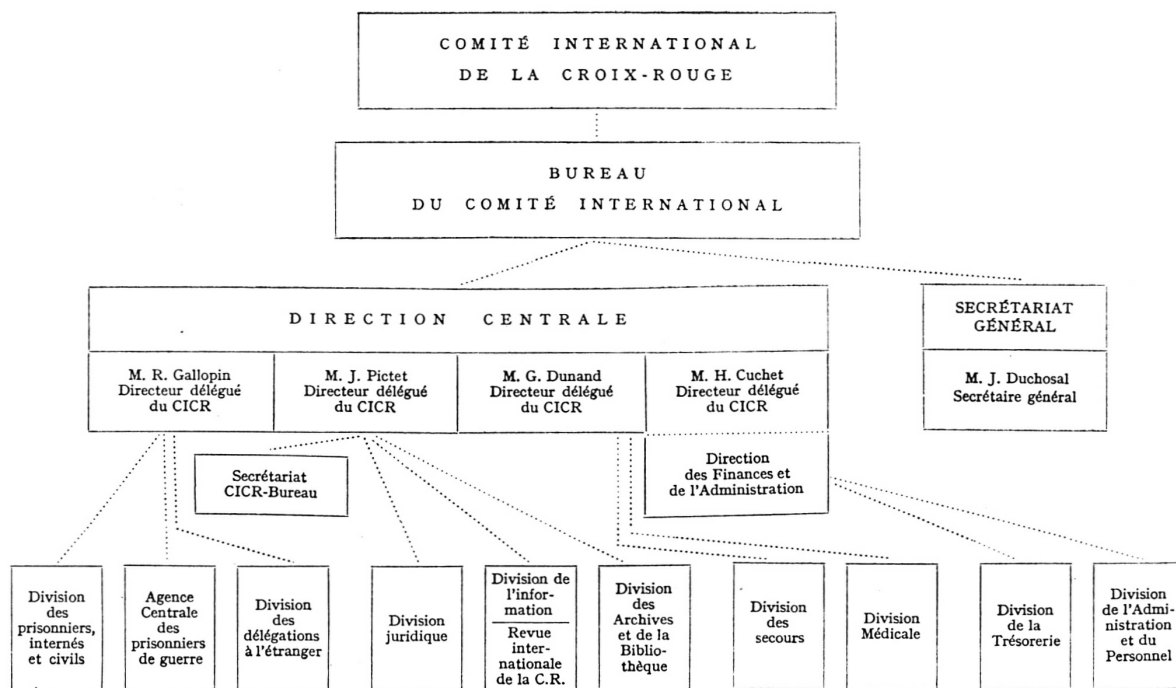 COMITÉ INTERNATIONAL
DE LA CROIX-ROUGE
BUREAU
DU COMITÉ INTERNATIONAL
DIRECTION CENTRALE
SECRÉTARIAT
GÉNÉRAL
M. R. Gallopin
Directeur délégué
du CICR
M. J. Pictet
Directeur délégué
du CICR
M. G. Dunand
Directeur délégué
du CICR
M. H. Cuchet
Directeur délégué
du CICR
M. J. Duchosal
Secrétaire général
Secrétariat
CICR-Bureau
Direction
des Finances et
de l'Administration
Division
des
prisonniers,
internés
et civils
Agence
Centrale
des
prisonniers
de guerre
Division
des
délégations
à l'étranger
Division
juridique
Division de
l'infor-
mation
Revue
inter-
nationale
de la C.R.
Division
des
Archives
et de la
Biblio-
thèque
Division
des
secours
Division
Médicale
Division
de la
Trésorerie
Division
de l'Admi-
nistration
et du
Personnel